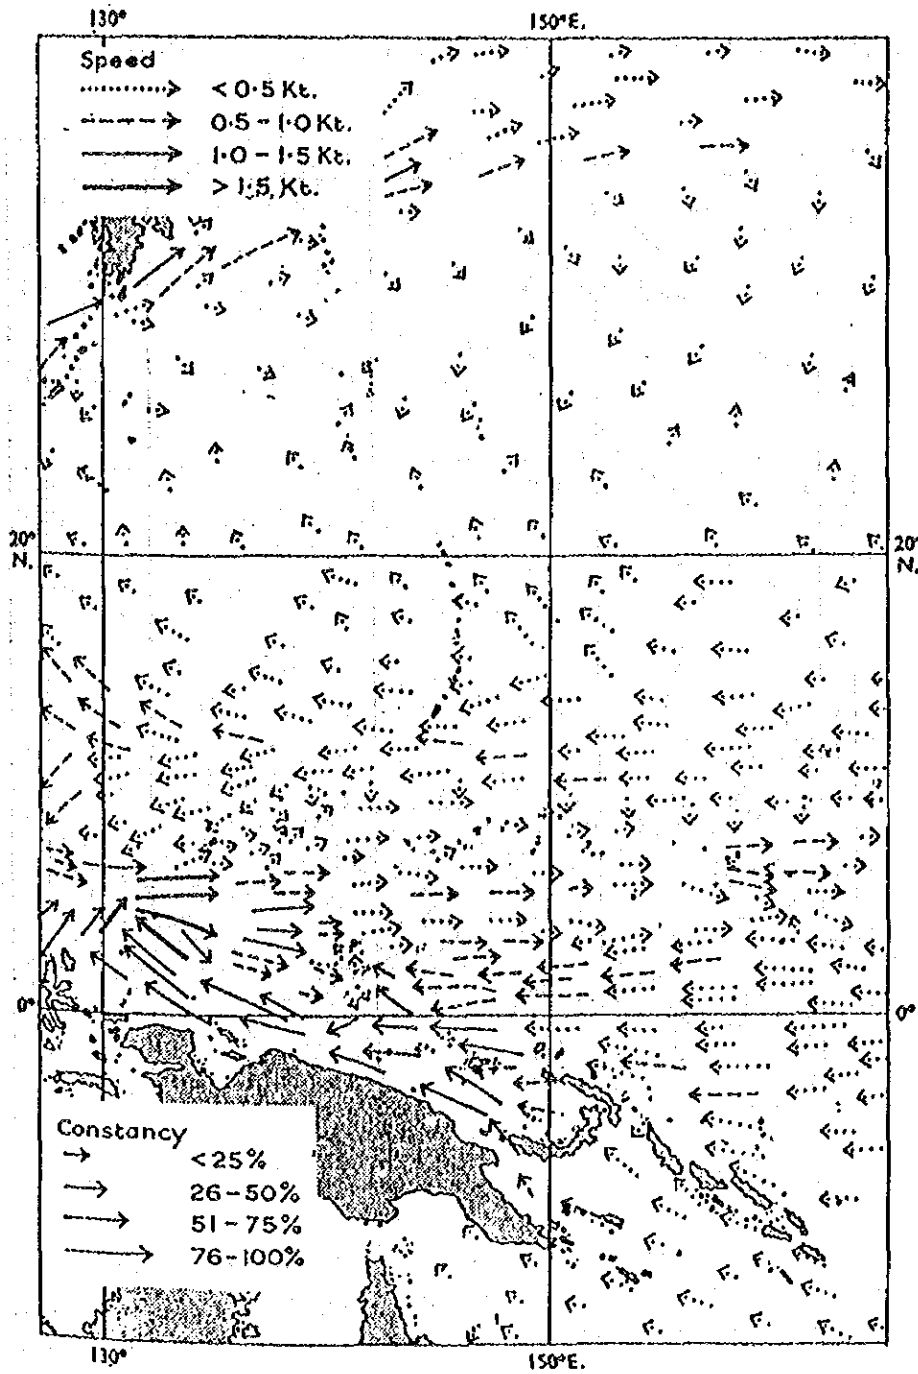 130°
150°E.
Speed
< 0·5 Kt.
0·5 – 1·0 Kt.
1·0 – 1·5 Kt.
> 1·5 Kt.
20°
N.
20°
N.
0°
0°
Constancy
<25%
26–50%
51–75%
76–100%
130°
150°E.